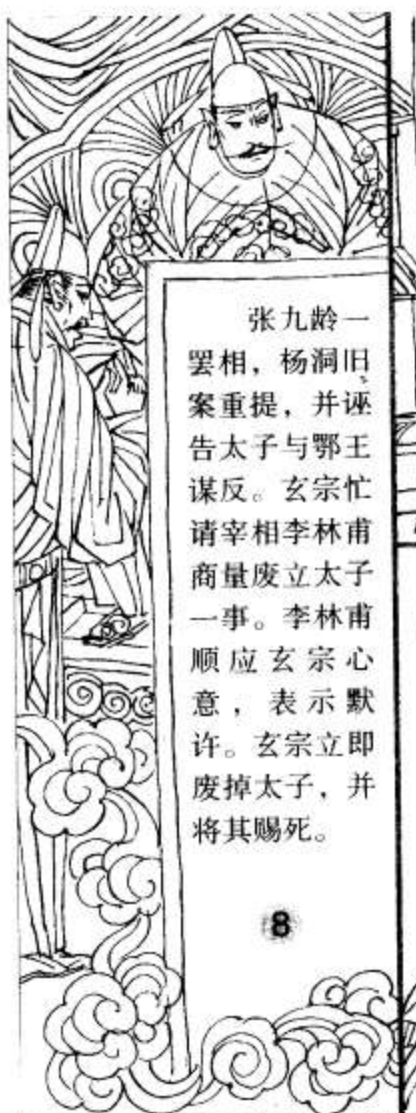 张九龄一
罢相，杨洞旧
案重提，并诬
告太子与鄂王
谋反。玄宗忙
请宰相李林甫
商量废立太子
一事。李林甫
顺应玄宗心
意，表示默
许。玄宗立即
废掉太子，并
将其赐死。
8